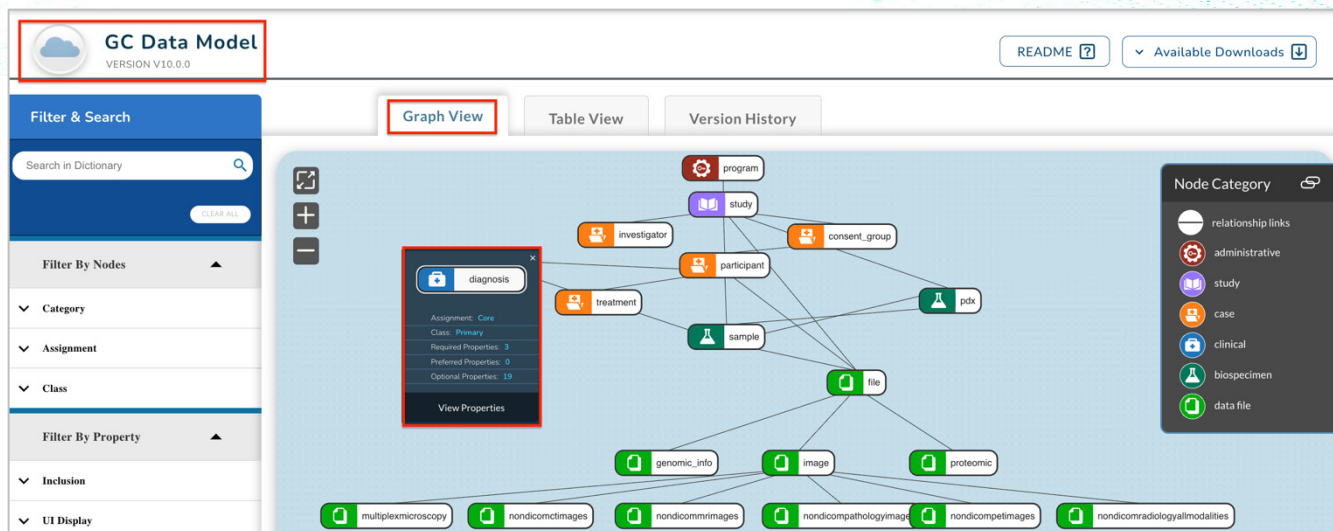 GC Data Model
VERSION V10.0.0
README ?
Available Downloads
Filter & Search
Search in Dictionary
CLEAR ALL
Filter By Nodes
Category
Assignment
Class
Filter By Property
Inclusion
UI Display
Graph View
Table View
Version History
program
study
investigator
consent_group
participant
diagnosis
Assignment: Core
Class: Primary
Required Properties: 3
Preferred Properties: 0
Optional Properties: 19
View Properties
treatment
pdx
sample
file
genomic_info
image
proteomic
multiplexmicroscopy
nondicomctimages
nondicommrimages
nondicompathologyimage
nondicompetimages
nondicomradiologyallmodalities
Node Category
relationship links
administrative
study
case
clinical
biospecimen
data file